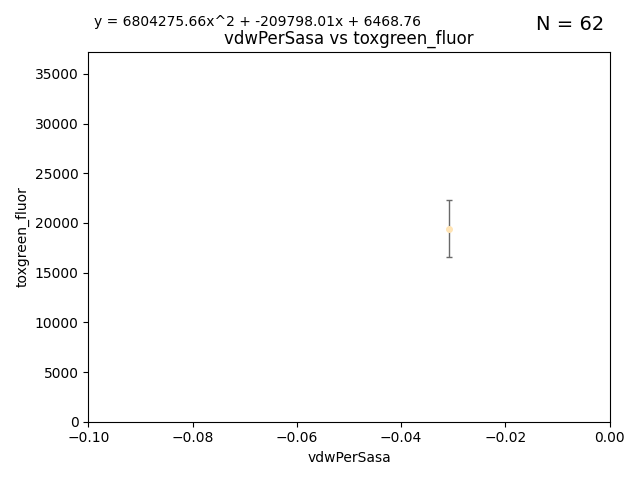 y = 6804275.66x^2 + -209798.01x + 6468.76
N = 62
vdwPerSasa vs toxgreen_fluor
35000
30000
25000
20000
15000
10000
5000
0
toxgreen_fluor
−0.10 −0.08 −0.06 −0.04 −0.02 0.00
vdwPerSasa